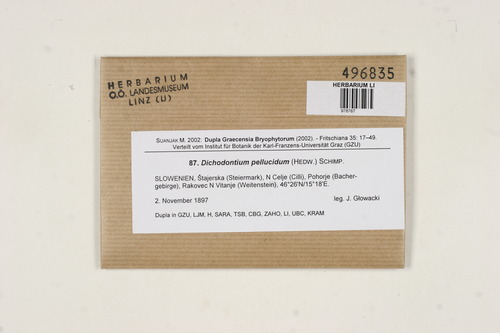 HERBARIUM
O.Ö. LANDESMUSEUM
LINZ (U)
496835
HERBARIUM LI
SUANJAK M. 2002. Dupla Graecensia Bryophytorum (2002). - Fritschiana 35: 17–49.
Verteilt vom Institut für Botanik der Karl-Franzens-Universität Graz (GZU)
87. Dichodontium pellucidum (HEDW.) SCHIMP.
SLOWENIEN, Štajerska (Steiermark), N Celje (Cilli), Pohorje (Bacher-
gebirge), Rakovec N Vitanje (Weitenstein), 46°26'N/15°18'E.
2. November 1897 leg. J. Głowacki
Dupla in GZU, LJM, H, SARA, TSB, CBG, ZAHO, LI, UBC, KRAM